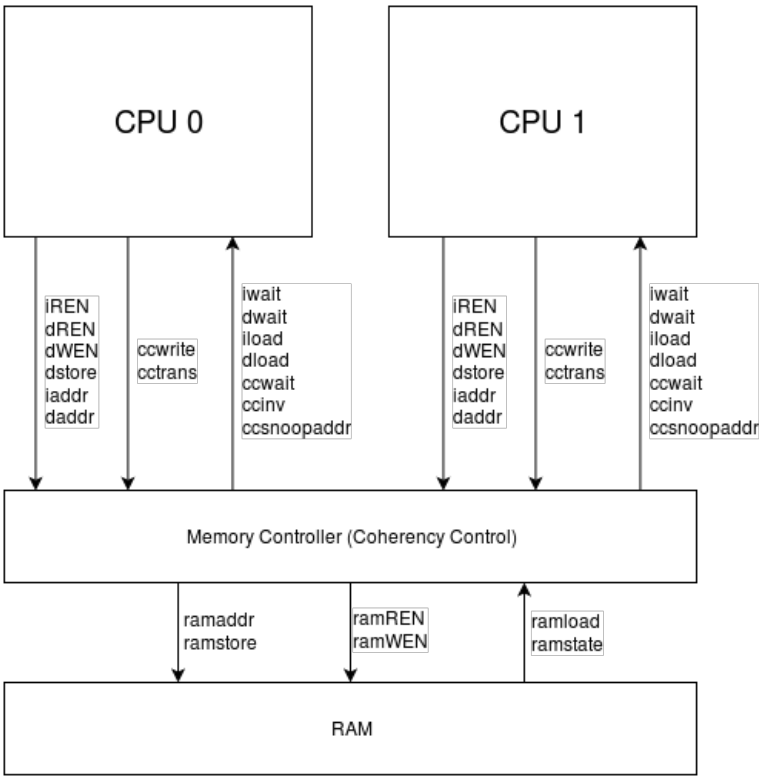 CPU 0
CPU 1
iREN
dREN
dWEN
dstore
iaddr
daddr
ccwrite
cctrans
iwait
dwait
iload
dload
ccwait
ccinv
ccsnoopaddr
iREN
dREN
dWEN
dstore
iaddr
daddr
ccwrite
cctrans
iwait
dwait
iload
dload
ccwait
ccinv
ccsnoopaddr
Memory Controller (Coherency Control)
ramaddr
ramstore
ramREN
ramWEN
ramload
ramstate
RAM